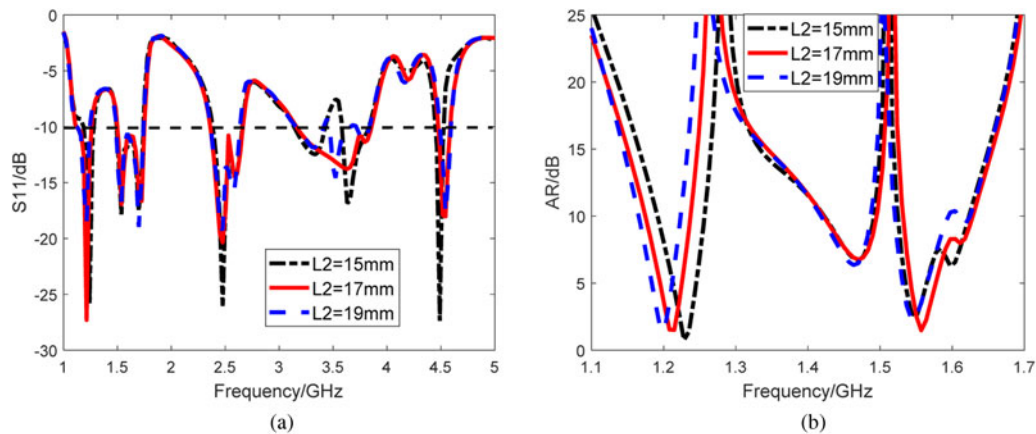 0
-5
-10
-15
-20
-25
-30
S11/dB
L2=15mm
L2=17mm
L2=19mm
1 1.5 2 2.5 3 3.5 4 4.5 5
Frequency/GHz
(a)
25
20
15
10
5
0
AR/dB
L2=15mm
L2=17mm
L2=19mm
1.1 1.2 1.3 1.4 1.5 1.6 1.7
Frequency/GHz
(b)